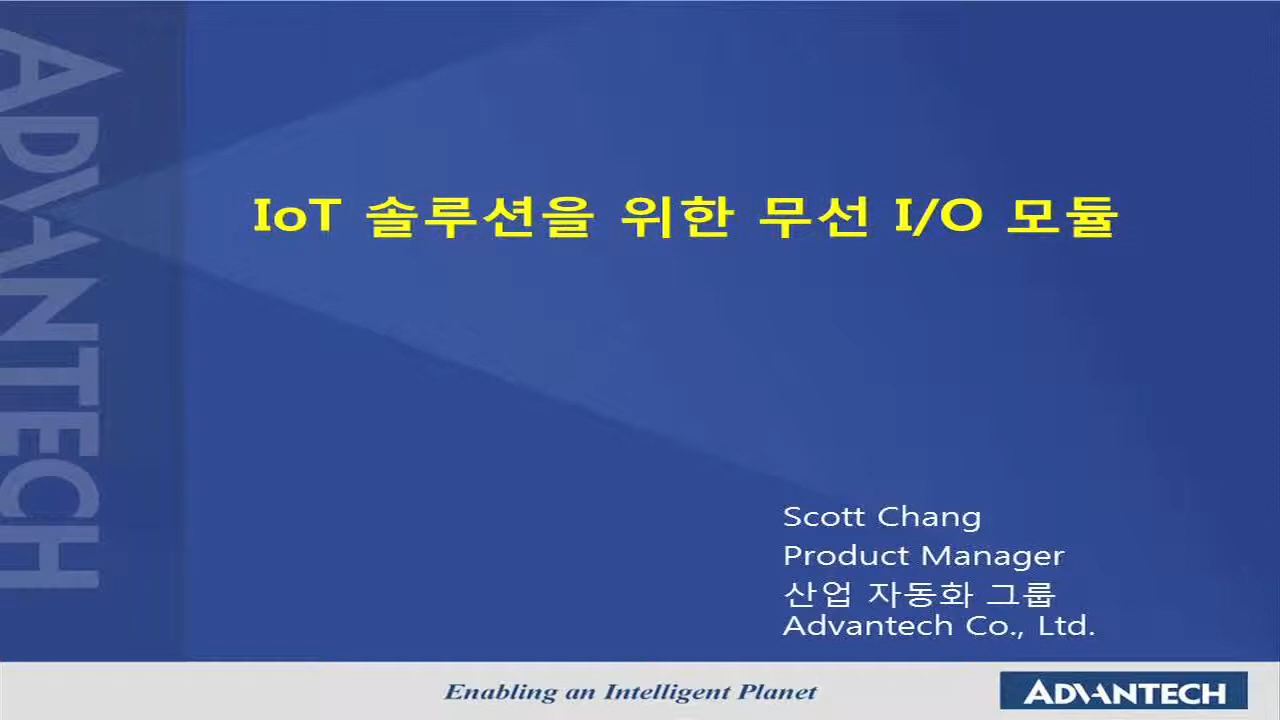 ADVANTECH
IoT 솔루션을 위한 무선 I/O 모듈
Scott Chang
Product Manager
산업 자동화 그룹
Advantech Co., Ltd.
Enabling an Intelligent Planet
ADVANTECH